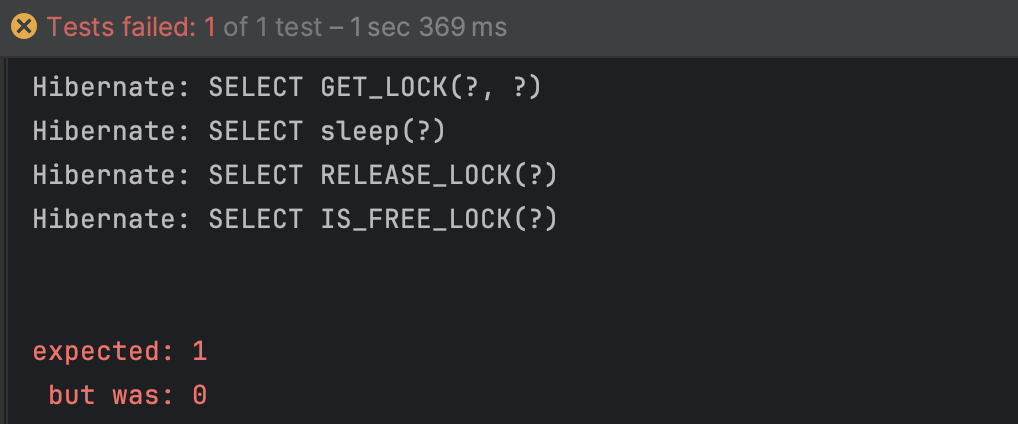 Tests failed: 1 of 1 test – 1 sec 369 ms
Hibernate: SELECT GET_LOCK(?, ?)
Hibernate: SELECT sleep(?)
Hibernate: SELECT RELEASE_LOCK(?)
Hibernate: SELECT IS_FREE_LOCK(?)
expected: 1
but was: 0